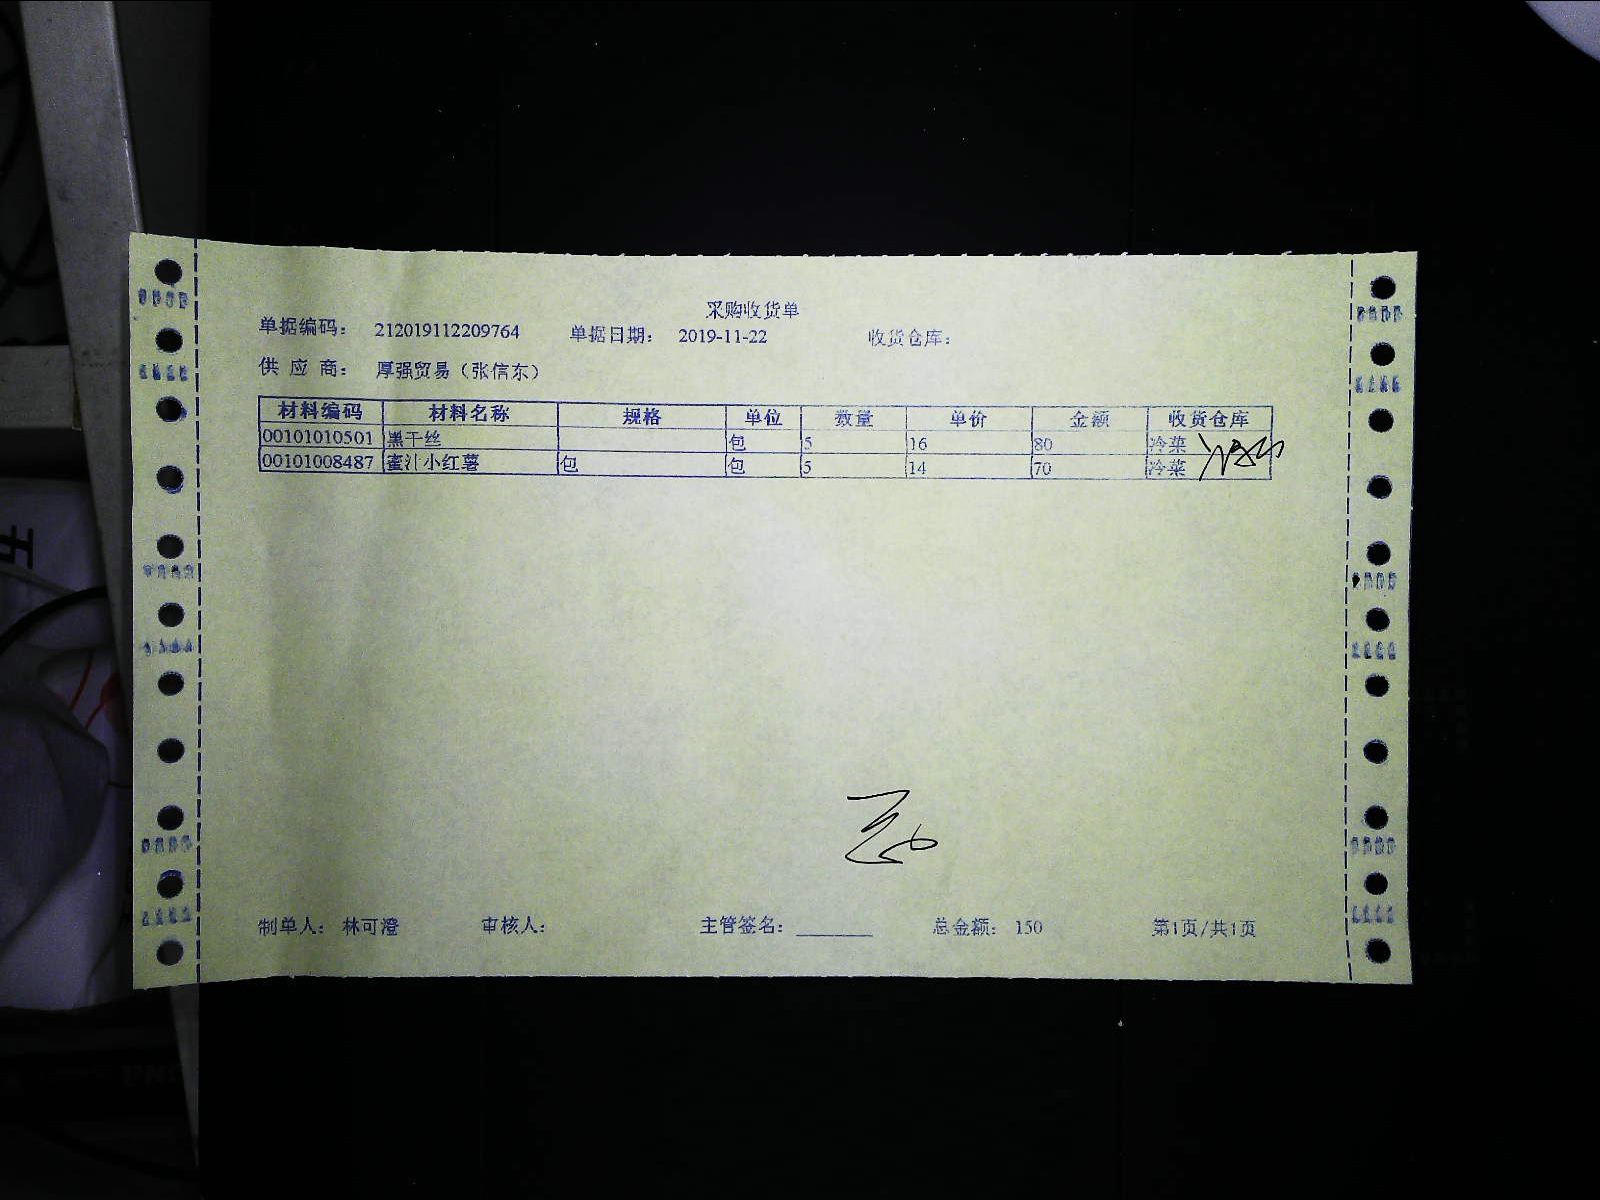 采购收货单
单据编码： 212019112209764 单据日期： 2019-11-22 收货仓库：
供 应 商： 厚强贸易（张信东）
材料编码 材料名称 规格 单位 数量 单价 金额 收货仓库
00101010501 黑干丝 包 5 16 80 冷菜
00101008487 蜜汁小红薯 包 包 5 14 70 冷菜
制单人： 林可澄 审核人： 主管签名： 总金额： 150 第1页/共1页